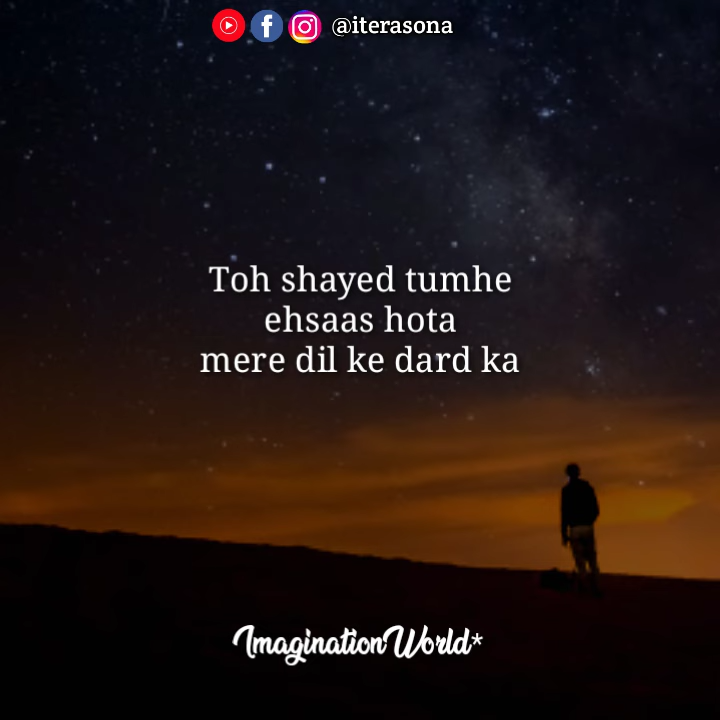 @iterasona
Toh shayed tumhe
ehsaas hota
mere dil ke dard ka
ImaginationWorld*